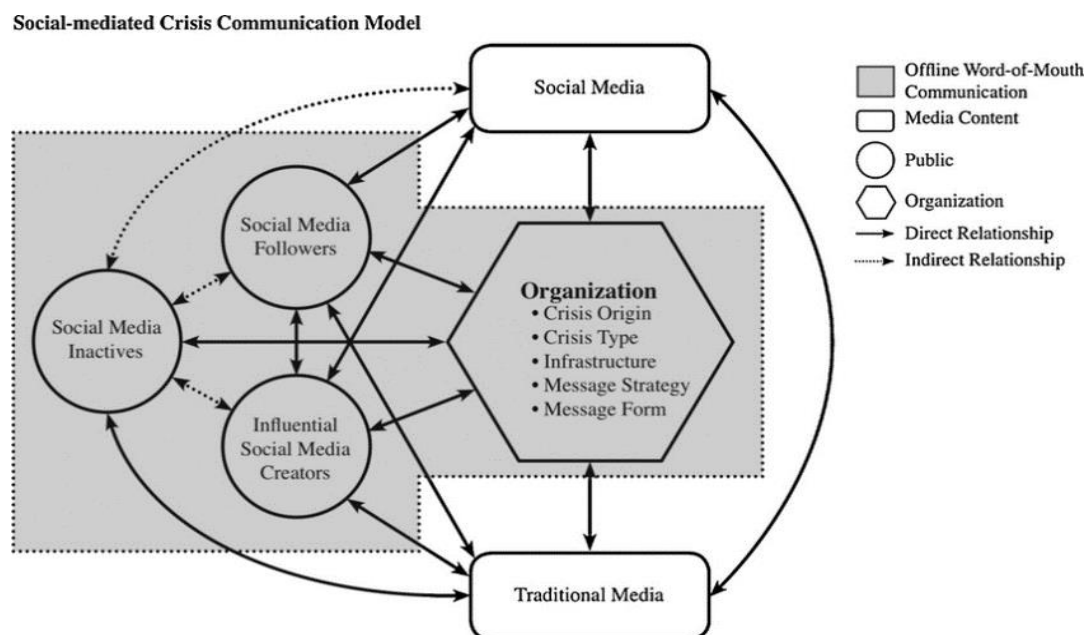 Social-mediated Crisis Communication Model
Social Media
Offline Word-of-Mouth
Communication
Media Content
Public
Organization
Direct Relationship
Indirect Relationship
Social Media
Followers
Social Media
Inactives
Influential
Social Media
Creators
Organization
• Crisis Origin
• Crisis Type
• Infrastructure
• Message Strategy
• Message Form
Traditional Media